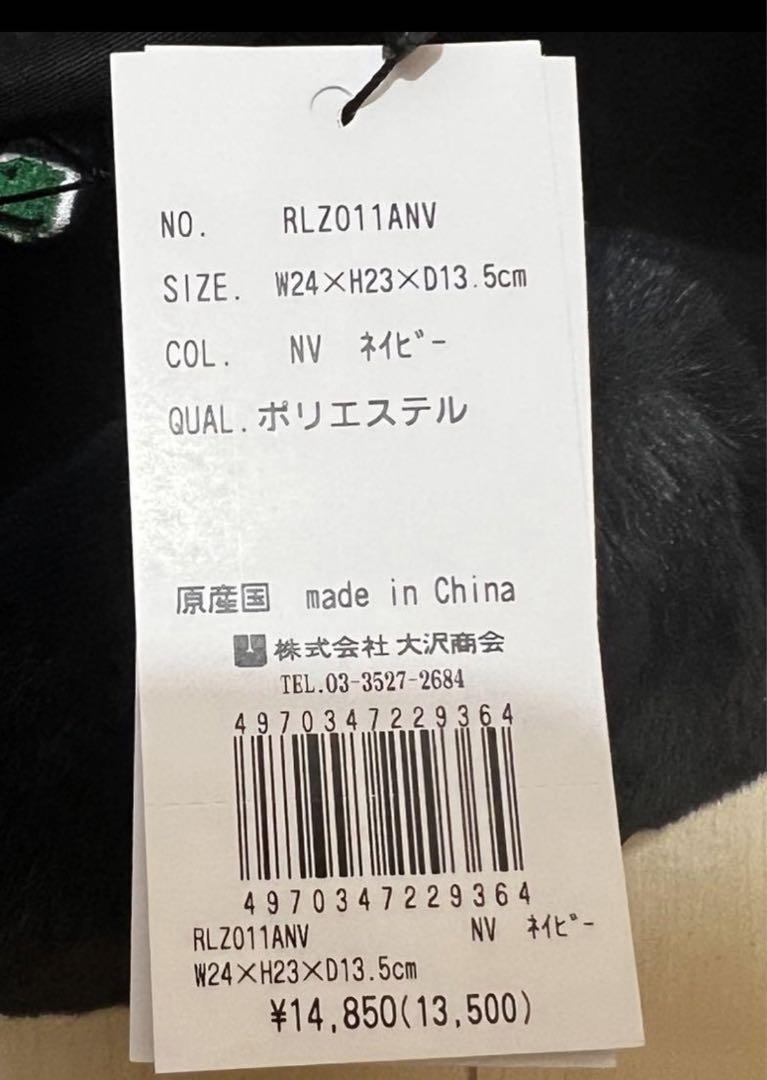 NO. RLZ011ANV
SIZE. W24×H23×D13.5cm
COL. NV ﾈｲﾋﾞｰ
QUAL.ポリエステル
原産国 made in China
株式会社 大沢商会
TEL.03-3527-2684
4970347229364
4970347229364
RLZ011ANV NV ﾈｲﾋﾞｰ
W24×H23×D13.5cm
¥14,850(13,500)